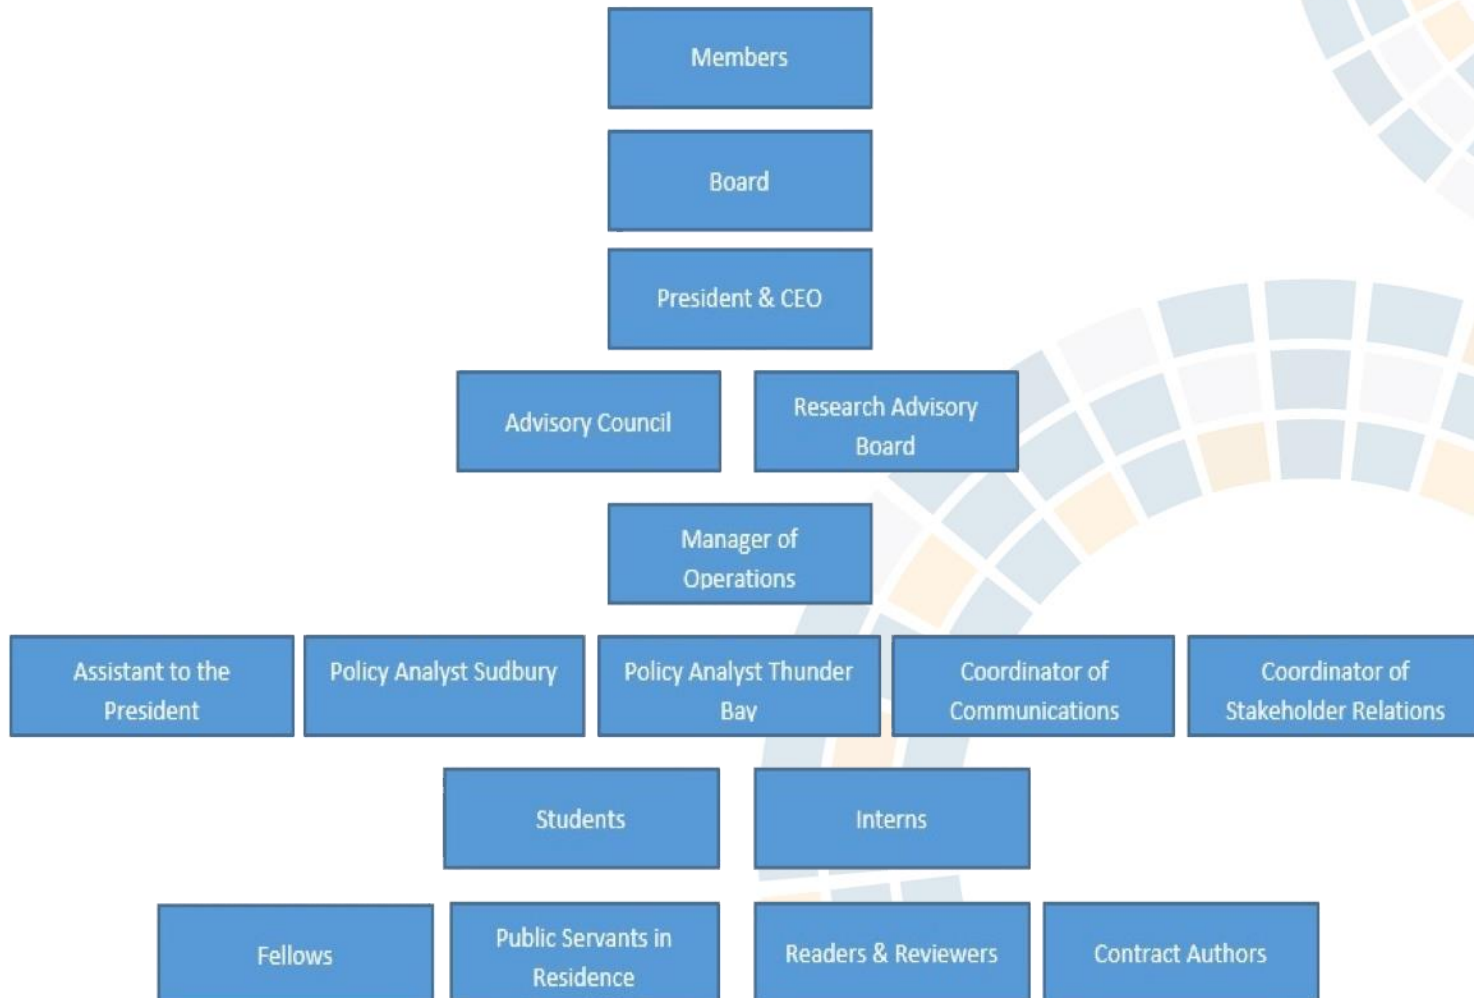 Members
Board
President & CEO
Advisory Council
Research Advisory
Board
Manager of
Operations
Assistant to the
President
Policy Analyst Sudbury
Policy Analyst Thunder
Bay
Coordinator of
Communications
Coordinator of
Stakeholder Relations
Students
Interns
Fellows
Public Servants in
Residence
Readers & Reviewers
Contract Authors